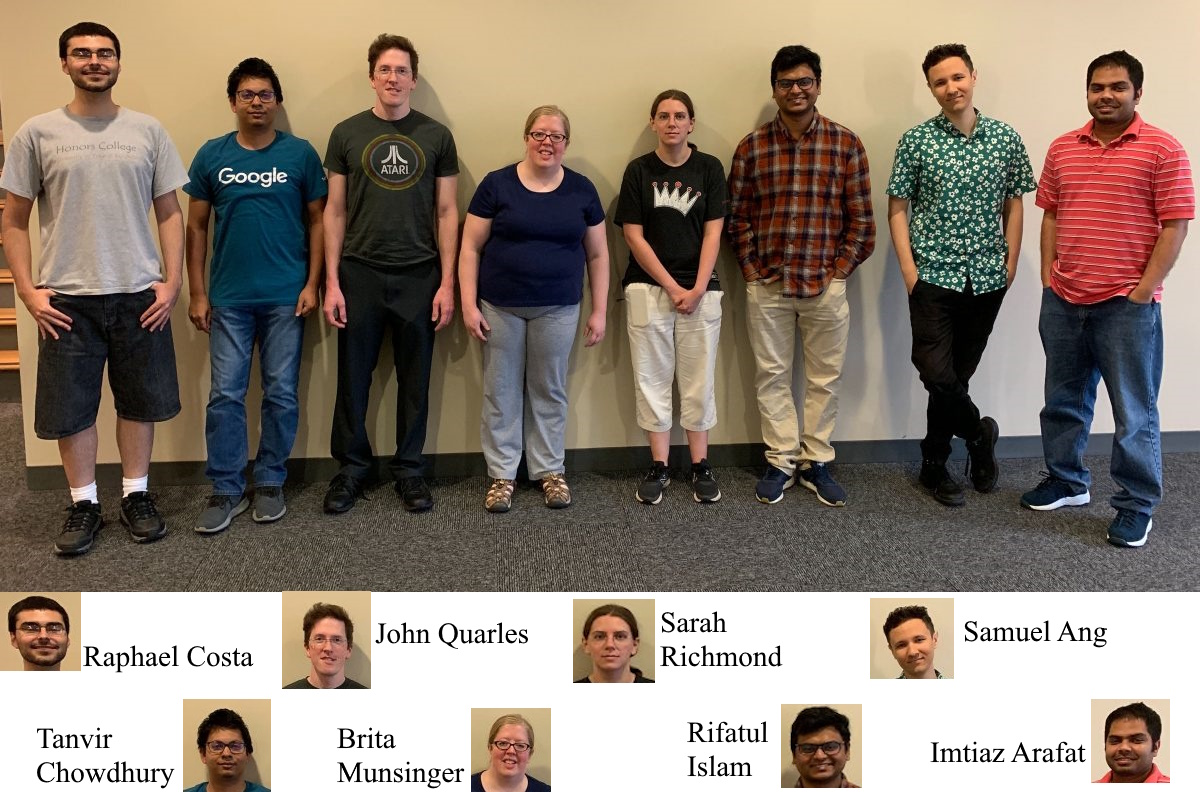 Honors College
Google
ATARI
Raphael Costa
John Quarles
Sarah
Richmond
Samuel Ang
Tanvir
Chowdhury
Brita
Munsinger
Rifatul
Islam
Imtiaz Arafat